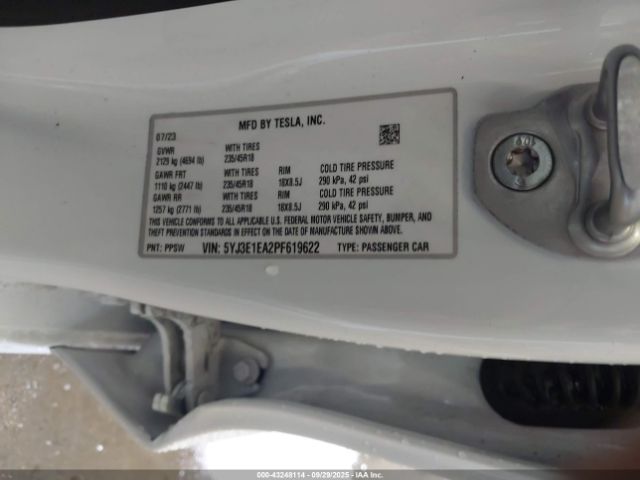 MFD BY TESLA, INC.
07/23
GVWR WITH TIRES
2129 kg (4694 lb) 235/45R18
GAWR FRT WITH TIRES RIM COLD TIRE PRESSURE
1110 kg (2447 lb) 235/45R18 18X8.5J 290 kPa, 42 psi
GAWR RR WITH TIRES RIM COLD TIRE PRESSURE
1257 kg (2771 lb) 235/45R18 18X8.5J 290 kPa, 42 psi
THIS VEHICLE CONFORMS TO ALL APPLICABLE U.S. FEDERAL MOTOR VEHICLE SAFETY, BUMPER, AND
THEFT PREVENTION STANDARDS IN EFFECT ON THE DATE OF MANUFACTURE SHOWN ABOVE.
PNT: PPSW VIN: 5YJ3E1EA2PF619622 TYPE: PASSENGER CAR
000-43248114 | 09/29/2025 | IAA Inc.